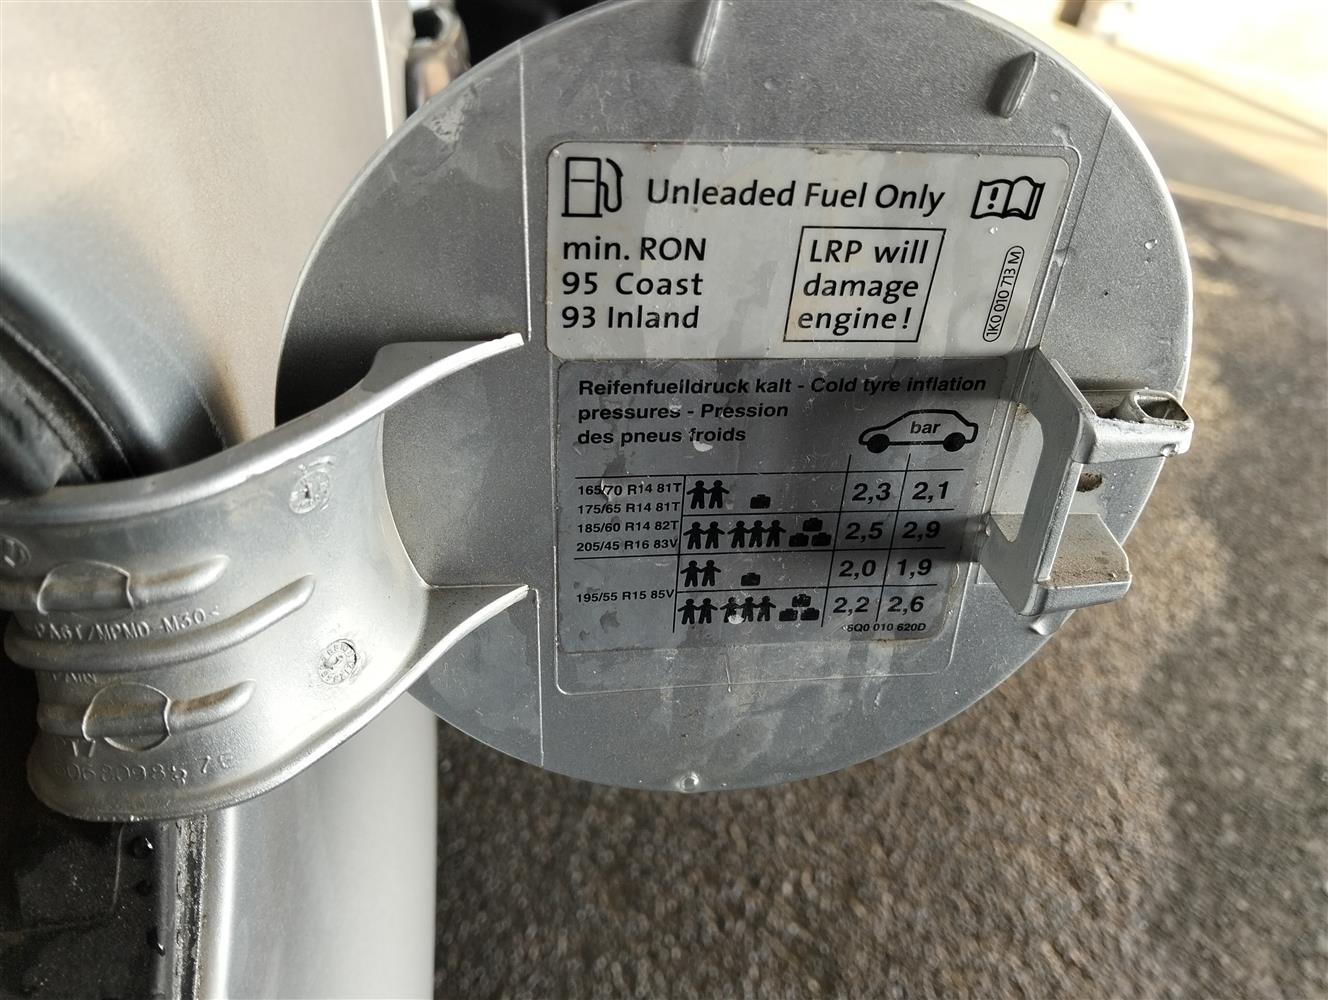 Unleaded Fuel Only
min. RON
95 Coast
93 Inland
LRP will
damage
engine!
1K0 010 713 M
Reifenfuelldruck kalt - Cold tyre inflation
pressures - Pression
des pneus froids
bar
165/70 R14 81T
175/65 R14 81T
2,3 2,1
185/60 R14 82T
205/45 R16 83V
2,5 2,9
2,0 1,9
195/55 R15 85V
2,2 2,6
6Q0 010 620D